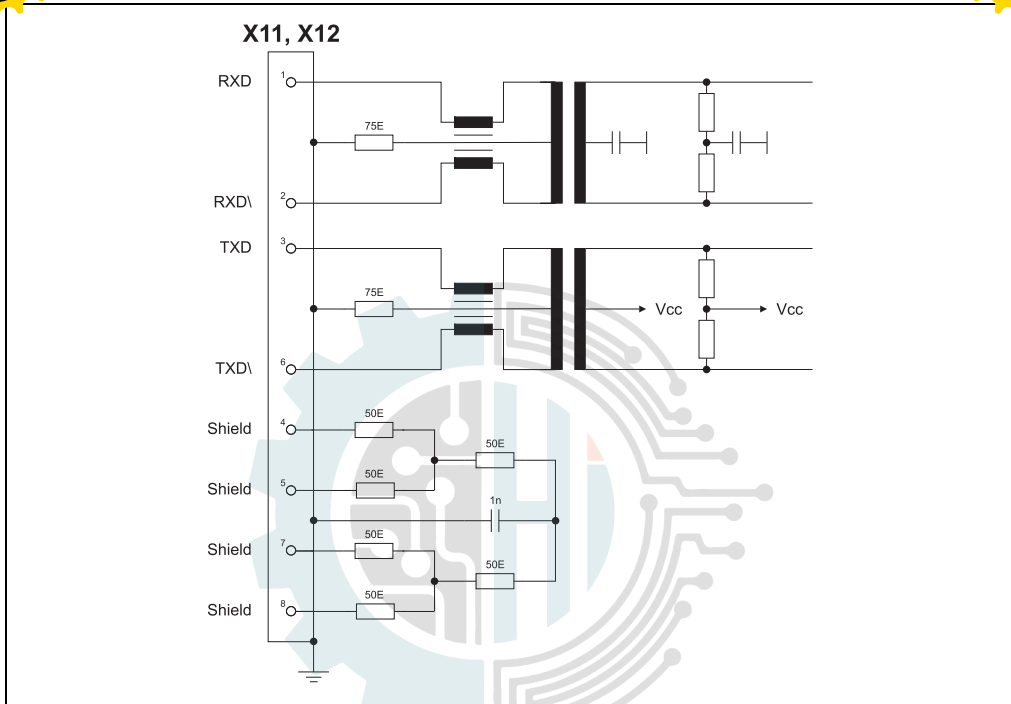 X11, X12
RXD 1
75E
RXD\ 2
TXD 3
75E Vcc Vcc
TXD\ 6
50E
Shield 4
50E
50E
Shield 5
1n
50E
Shield 7
50E
50E
Shield 8